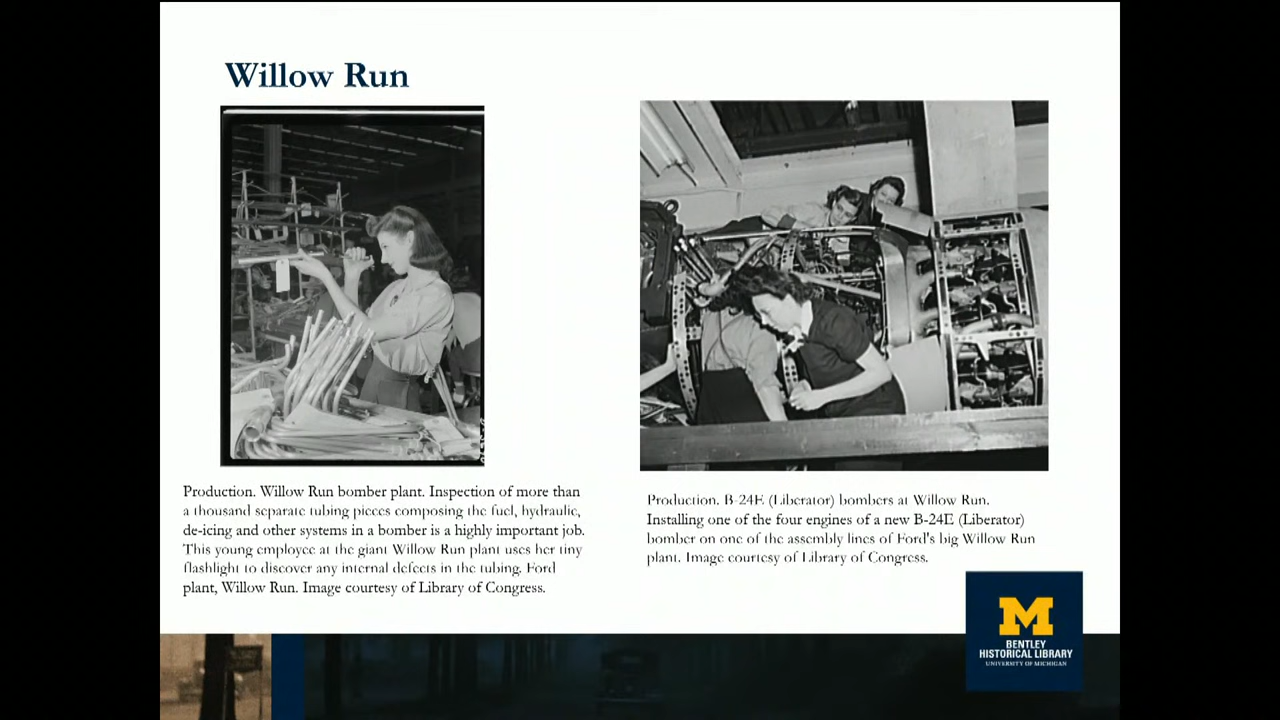 Willow Run
Production. Willow Run bomber plant. Inspection of more than
a thousand separate tubing pieces composing the fuel, hydraulic,
de-icing and other systems in a bomber is a highly important job.
This young employee at the giant Willow Run plant uses her tiny
flashlight to discover any internal defects in the tubing. Ford
plant, Willow Run. Image courtesy of Library of Congress.
Production. B-24E (Liberator) bombers at Willow Run.
Installing one of the four engines of a new B-24E (Liberator)
bomber on one of the assembly lines of Ford's big Willow Run
plant. Image courtesy of Library of Congress.
M
BENTLEY
HISTORICAL LIBRARY
UNIVERSITY OF MICHIGAN